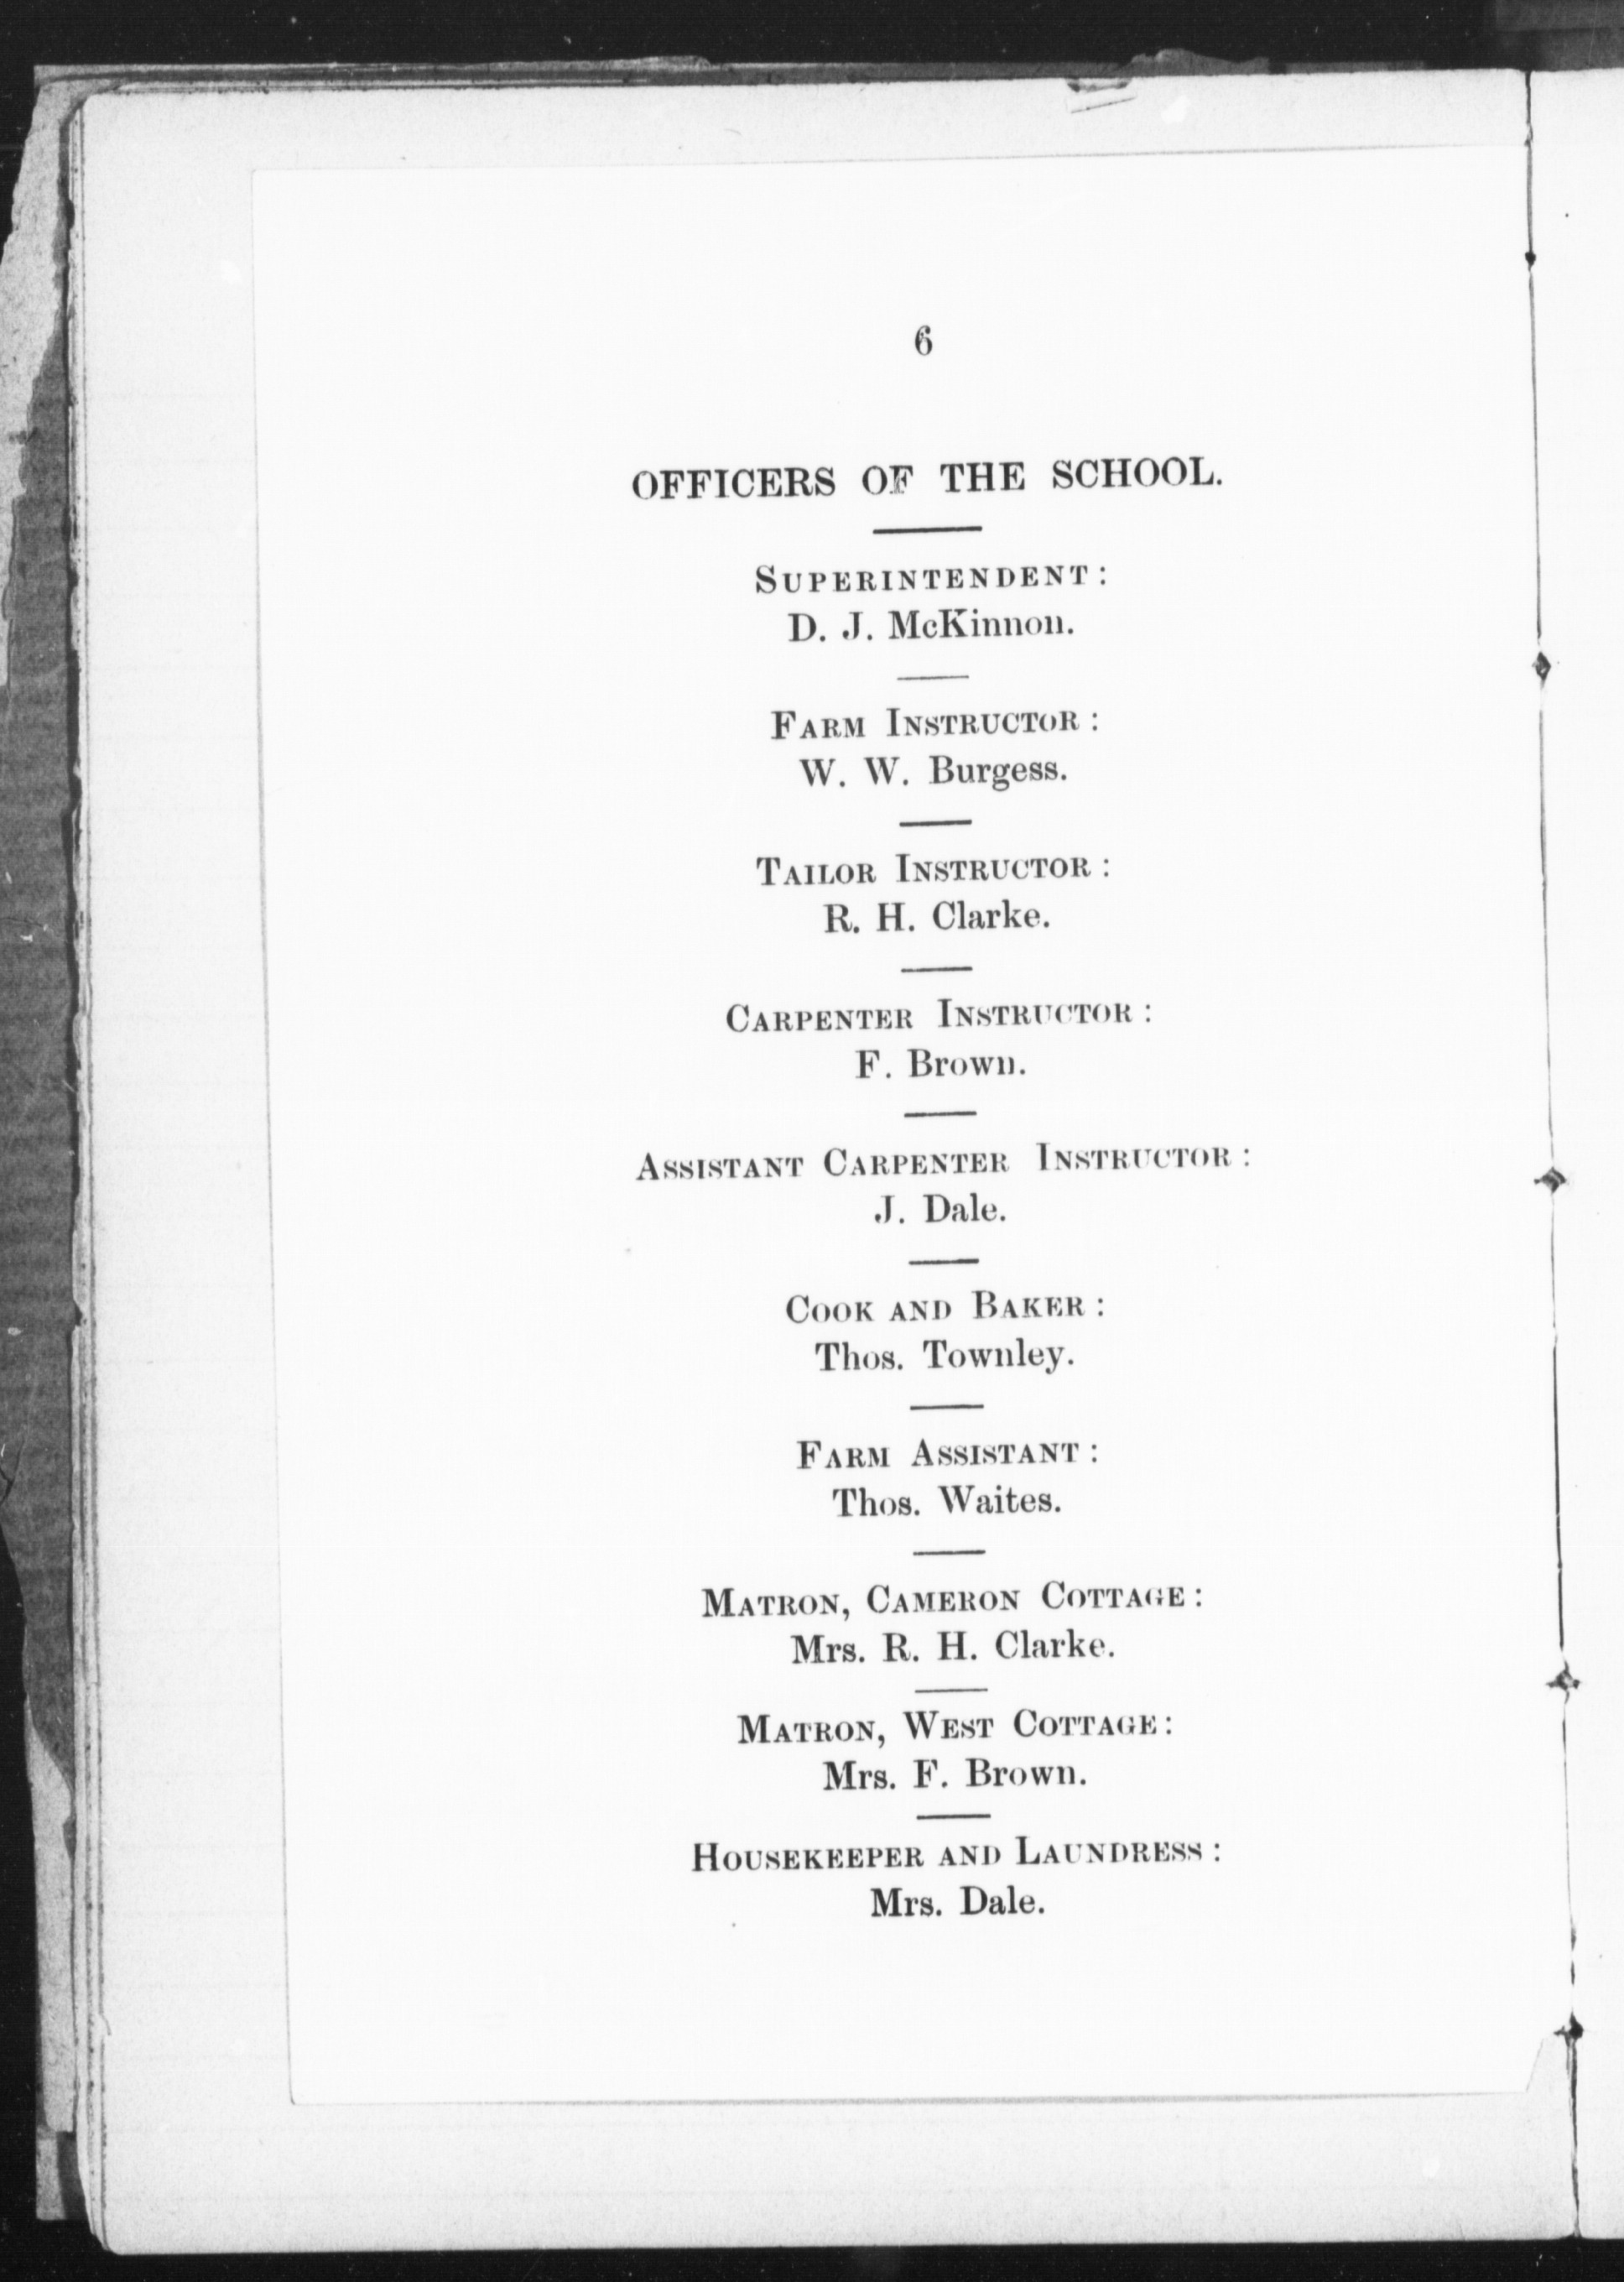 6
OFFICERS OF THE SCHOOL.
SUPERINTENDENT:
D. J. McKinnon.
FARM INSTRUCTOR:
W. W. Burgess.
TAILOR INSTRUCTOR:
R. H. Clarke.
CARPENTER INSTRUCTOR:
F. Brown.
ASSISTANT CARPENTER INSTRUCTOR:
J. Dale.
COOK AND BAKER:
Thos. Townley.
FARM ASSISTANT:
Thos. Waites.
MATRON, CAMERON COTTAGE:
Mrs. R. H. Clarke.
MATRON, WEST COTTAGE:
Mrs. F. Brown.
HOUSEKEEPER AND LAUNDRESS:
Mrs. Dale.